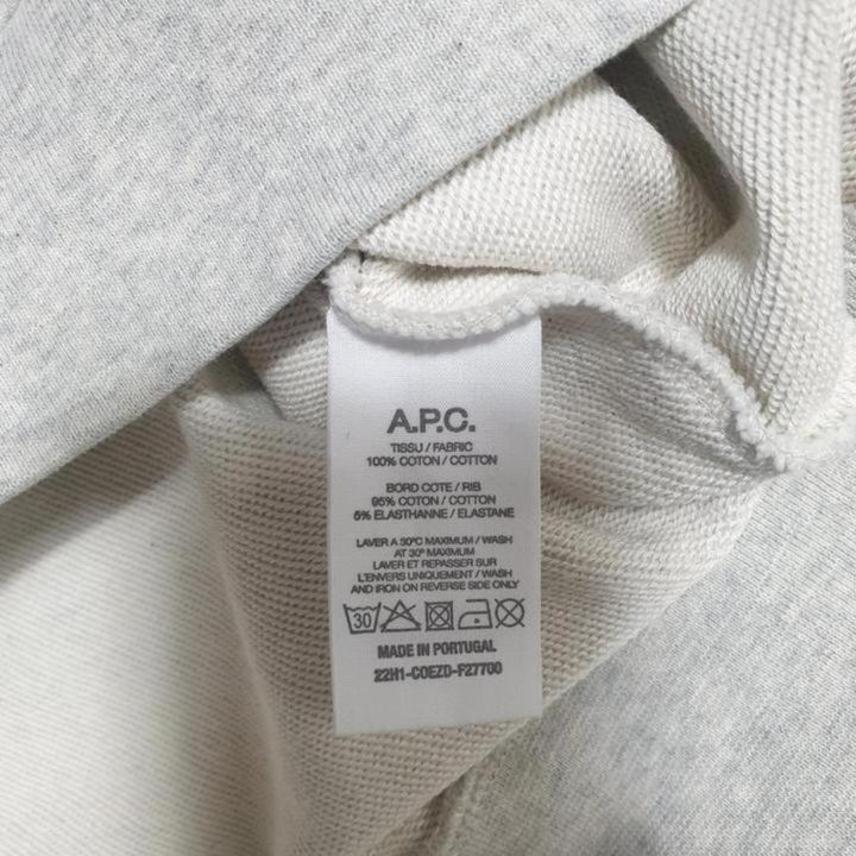 A.P.C.
TISSU / FABRIC
100% COTON / COTTON
BORD COTE / RIB
95% COTON / COTTON
5% ELASTHANNE / ELASTANE
LAVER A 30°C MAXIMUM / WASH
AT 30° MAXIMUM
LAVER ET REPASSER SUR
L'ENVERS UNIQUEMENT / WASH
AND IRON ON REVERSE SIDE ONLY
30
MADE IN PORTUGAL
22H1-COEZD-F27700